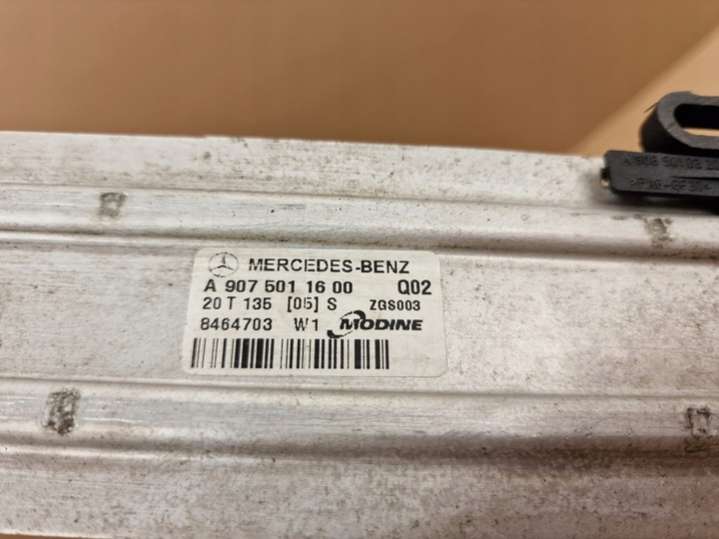 MERCEDES-BENZ
A 907 501 16 00 Q02
20 T 135 [05] S ZGS003
8464703 W1 MODINE